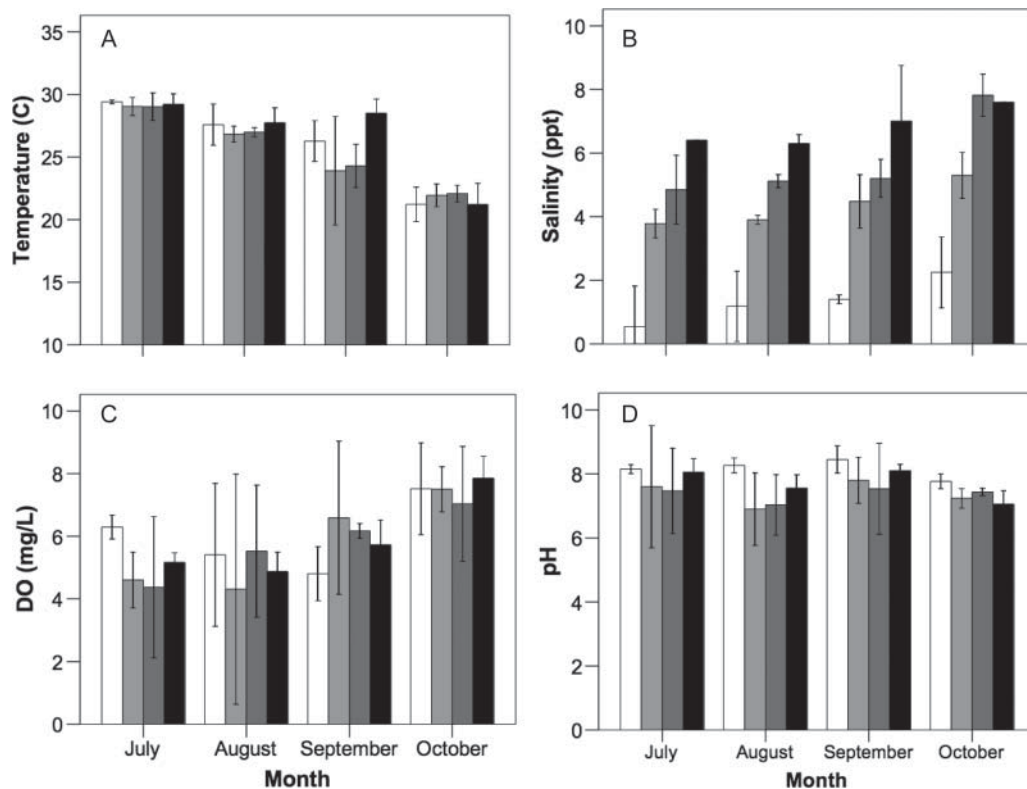 A
35
30
25
20
15
10
Temperature (C)
B
10
8
6
4
2
0
Salinity (ppt)
C
10
8
6
4
2
0
DO (mg/L)
July August September October
Month
D
10
8
6
4
2
0
pH
July August September October
Month